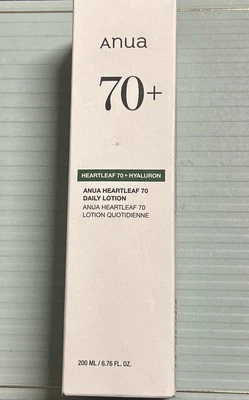 ANUA
70+
HEARTLEAF 70 + HYALURON
ANUA HEARTLEAF 70
DAILY LOTION
ANUA HEARTLEAF 70
LOTION QUOTIDIENNE
200 ML / 6.76 FL. OZ.